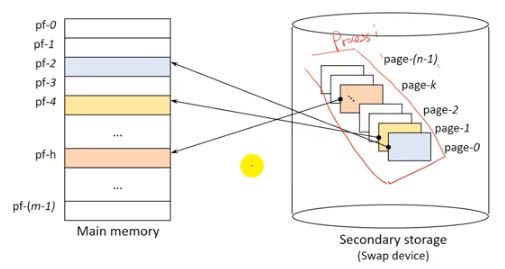 pf-0
pf-1
pf-2
pf-3
pf-4
...
pf-h
...
pf-(m-1)
Main memory
Process i
page-(n-1)
page-k
...
page-2
page-1
page-0
Secondary storage
(Swap device)